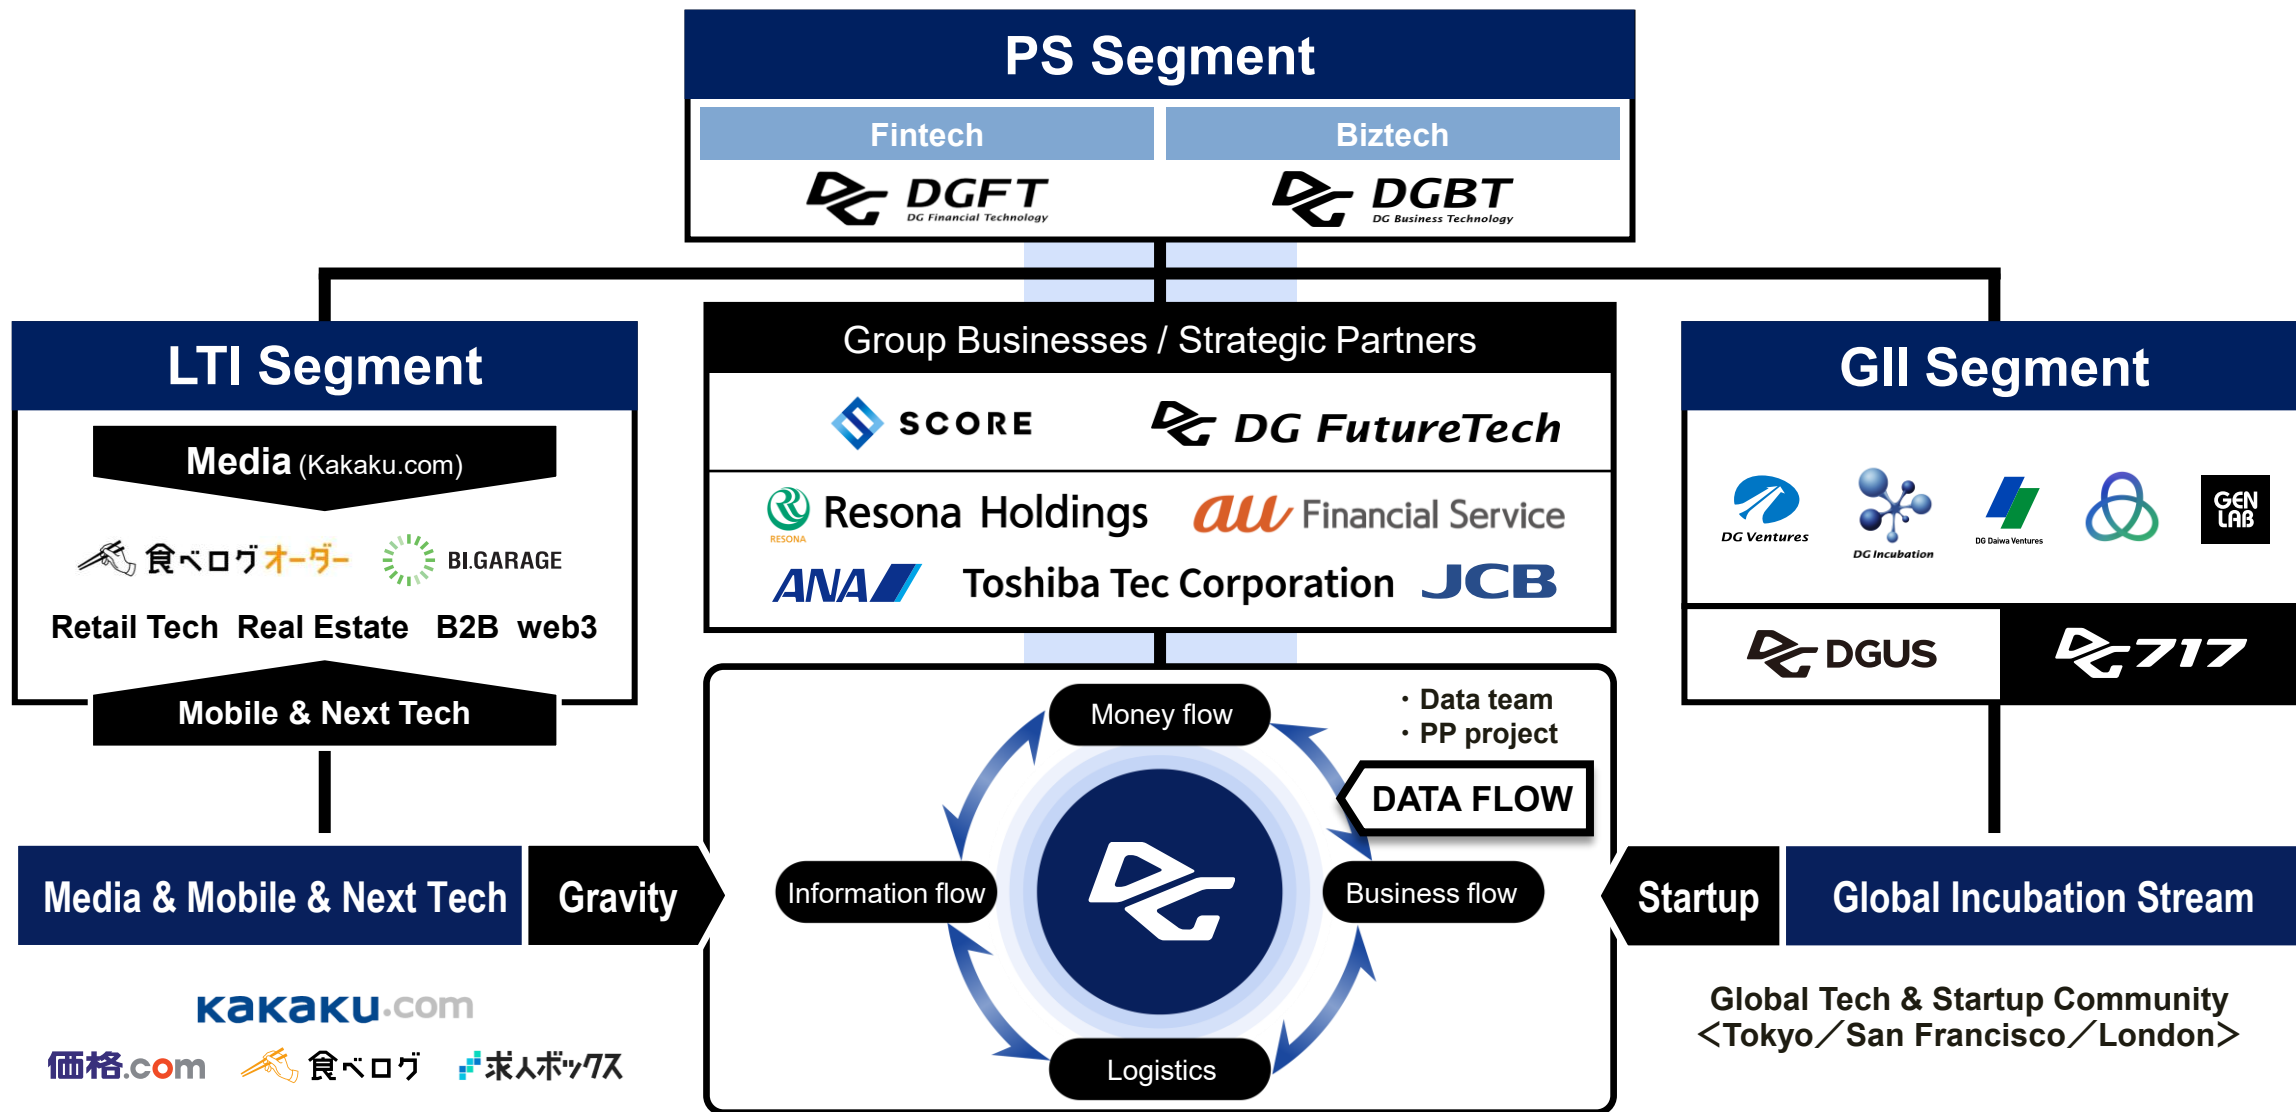 PS Segment
Fintech
Biztech
DGFT
DG Financial Technology
DGBT
DG Business Technology
LTI Segment
Media (Kakaku.com)
食べログオーダー
BI.GARAGE
Retail Tech Real Estate B2B web3
Mobile & Next Tech
Group Businesses / Strategic Partners
SCORE
DG FutureTech
RESONA
Resona Holdings
au Financial Service
ANA
Toshiba Tec Corporation
JCB
GII Segment
DG Ventures
DG Incubation
DG Daiwa Ventures
GEN
LAB
DGUS
717
Money flow
・Data team
・PP project
DATA FLOW
Information flow
Business flow
Logistics
Media & Mobile & Next Tech
Gravity
Startup
Global Incubation Stream
Kakaku.com
価格.com
食べログ
求人ボックス
Global Tech & Startup Community
<Tokyo／San Francisco／London>